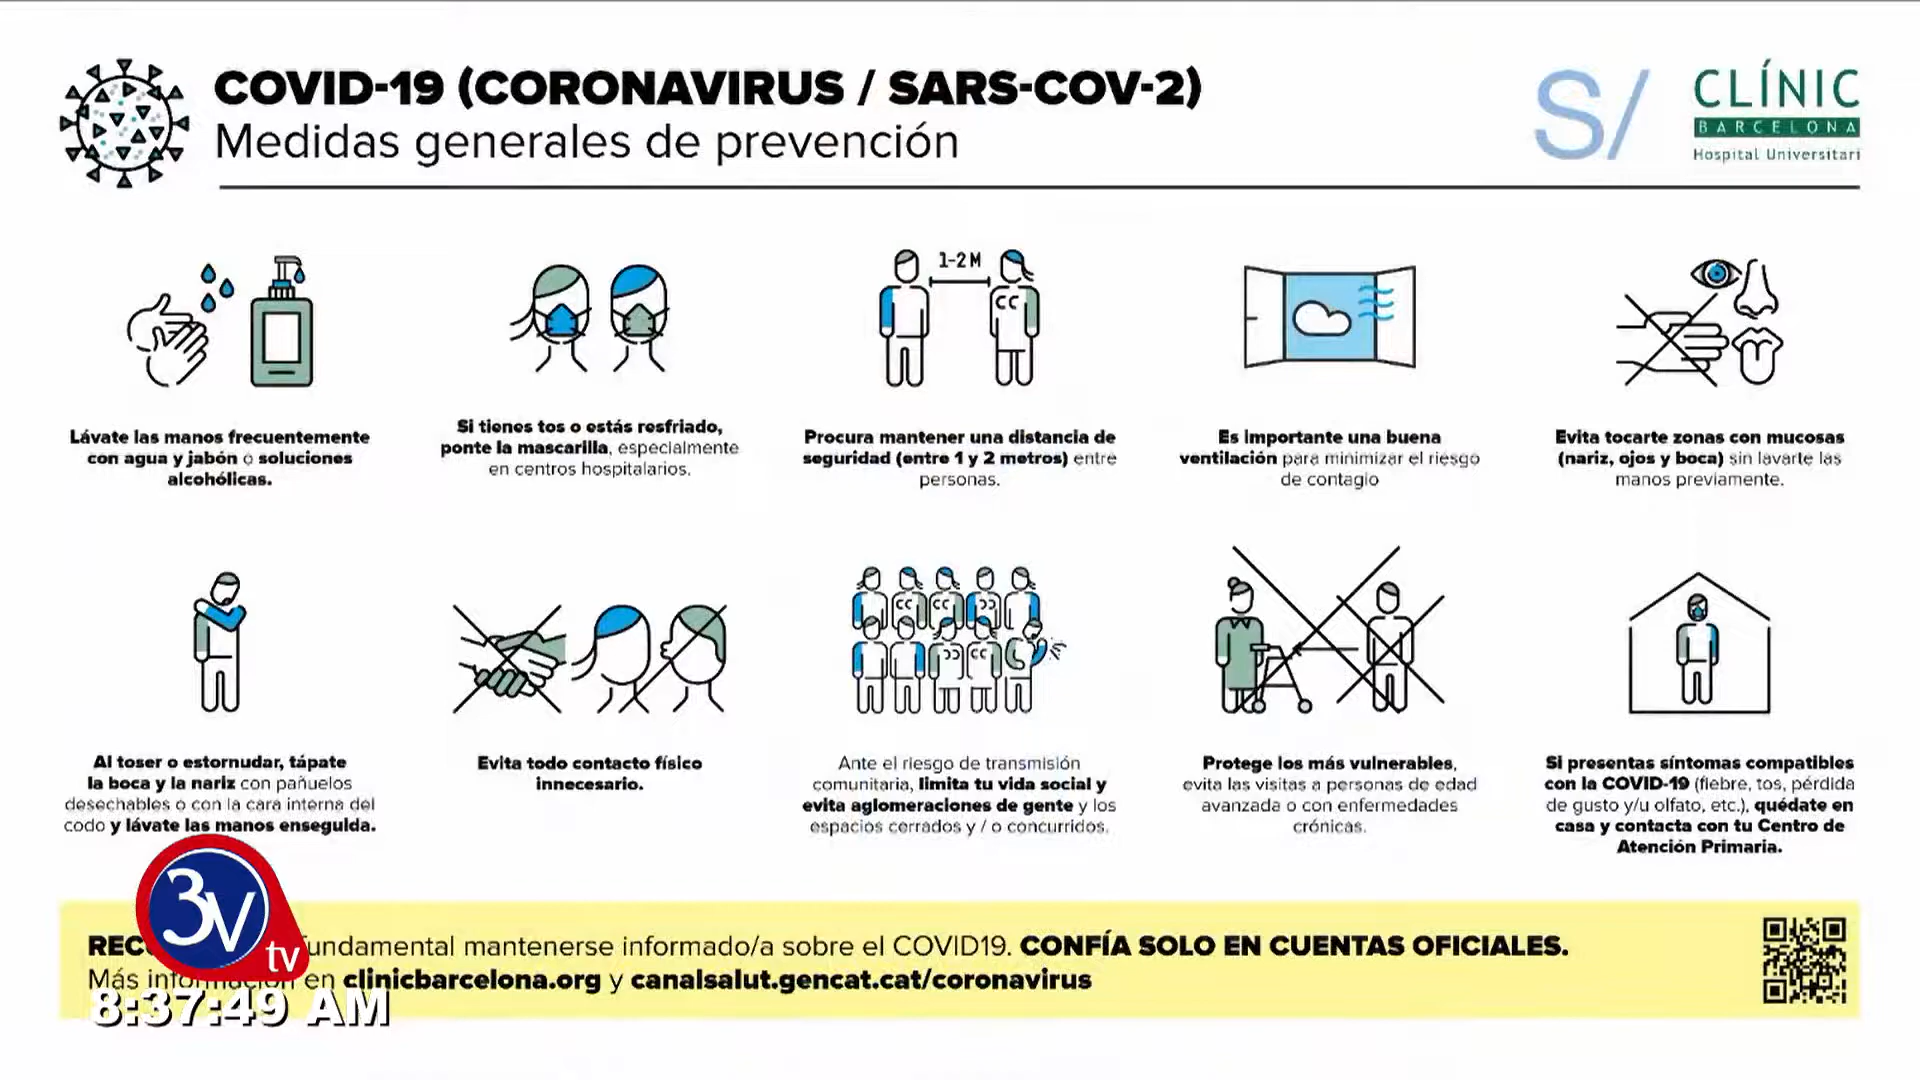 COVID-19 (CORONAVIRUS / SARS-COV-2)
Medidas generales de prevención
S/
CLÍNIC
BARCELONA
Hospital Universitari
1-2 M
CC
Lávate las manos frecuentemente
con agua y jabón o soluciones
alcohólicas.
Si tienes tos o estás resfriado,
ponte la mascarilla, especialmente
en centros hospitalarios.
Procura mantener una distancia de
seguridad (entre 1 y 2 metros) entre
personas.
Es importante una buena
ventilación para minimizar el riesgo
de contagio
Evita tocarte zonas con mucosas
(nariz, ojos y boca) sin lavarte las
manos previamente.
Al toser o estornudar, tápate
la boca y la nariz con pañuelos
desechables o con la cara interna del
codo y lávate las manos enseguida.
Evita todo contacto físico
innecesario.
Ante el riesgo de transmisión
comunitaria, limita tu vida social y
evita aglomeraciones de gente y los
espacios cerrados y / o concurridos.
Protege los más vulnerables,
evita las visitas a personas de edad
avanzada o con enfermedades
crónicas.
Si presentas síntomas compatibles
con la COVID-19 (fiebre, tos, pérdida
de gusto y/u olfato, etc.), quédate en
casa y contacta con tu Centro de
Atención Primaria.
fundamental mantenerse informado/a sobre el COVID19. CONFÍA SOLO EN CUENTAS OFICIALES.
Más información en clinicbarcelona.org y canalsalut.gencat.cat/coronavirus
3V tv
8:37:49 AM